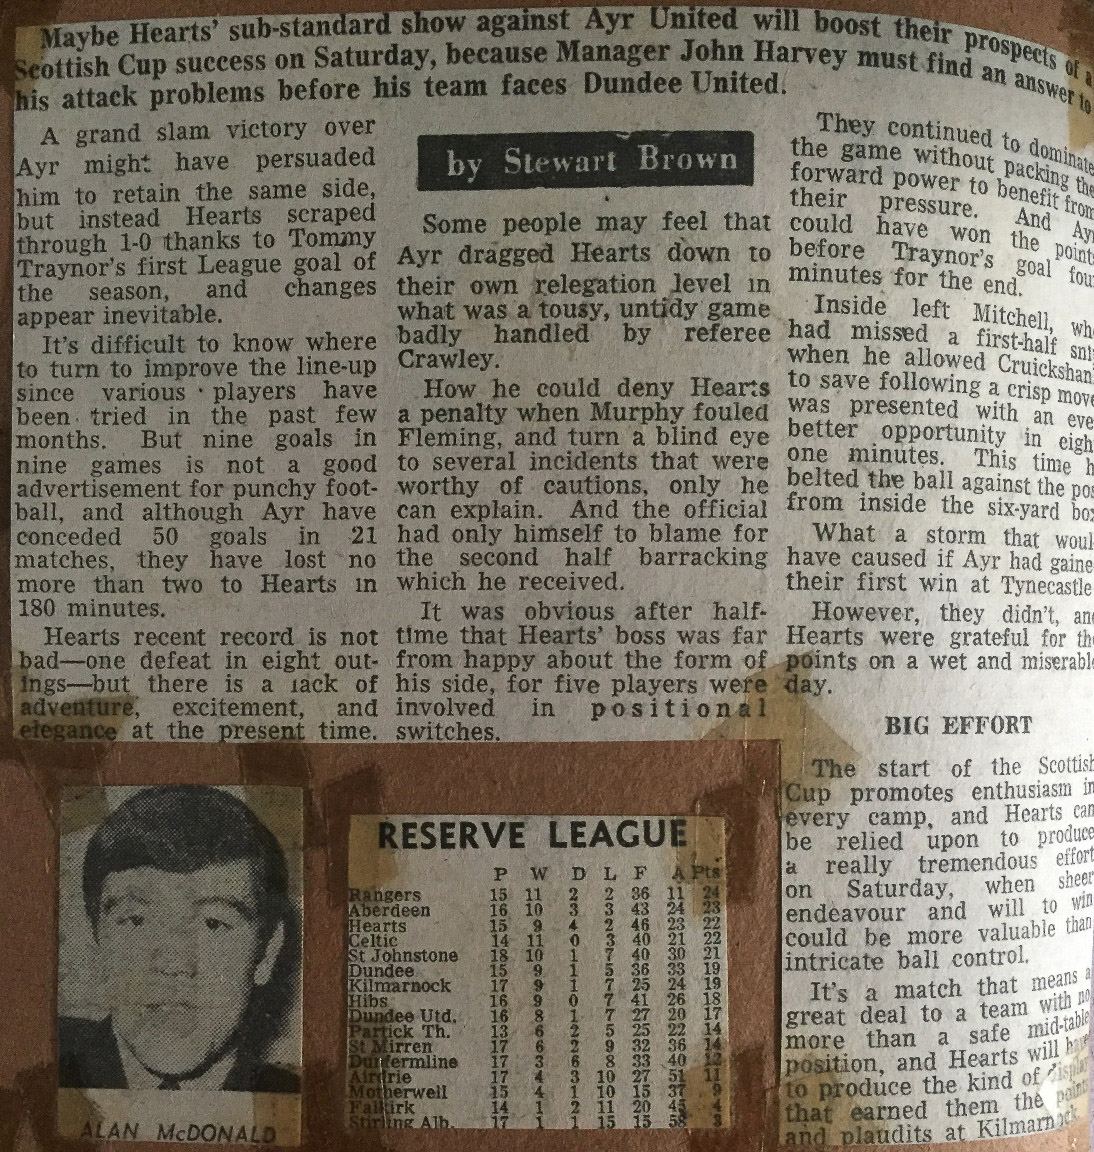 Maybe Hearts' sub-standard show against Ayr United will boost their prospects of a
Scottish Cup success on Saturday, because Manager John Harvey must find an answer to
his attack problems before his team faces Dundee United.
A grand slam victory over
Ayr might have persuaded
him to retain the same side,
but instead Hearts scraped
through 1-0 thanks to Tommy
Traynor's first League goal of
the season, and changes
appear inevitable.
It's difficult to know where
to turn to improve the line-up
since various players have
been tried in the past few
months. But nine goals in
nine games is not a good
advertisement for punchy foot-
ball, and although Ayr have
conceded 50 goals in 21
matches, they have lost no
more than two to Hearts in
180 minutes.
Hearts recent record is not
bad—one defeat in eight out-
ings—but there is a lack of
adventure, excitement, and
elegance at the present time.
by Stewart Brown
Some people may feel that
Ayr dragged Hearts down to
their own relegation level in
what was a tousy, untidy game
badly handled by referee
Crawley.
How he could deny Hearts
a penalty when Murphy fouled
Fleming, and turn a blind eye
to several incidents that were
worthy of cautions, only he
can explain. And the official
had only himself to blame for
the second half barracking
which he received.
It was obvious after half-
time that Hearts' boss was far
from happy about the form of
his side, for five players were
involved in positional
switches.
They continued to dominate
the game without packing the
forward power to benefit from
their pressure. And Ayr
could have won the points
before Traynor's goal four
minutes for the end.
Inside left Mitchell, who
had missed a first-half
when he allowed Cruickshank
to save following a crisp move
was presented with an even
better opportunity in eighty
one minutes. This time he
belted the ball against the post
from inside the six-yard box.
What a storm that would
have caused if Ayr had gained
their first win at Tynecastle
However, they didn't, and
Hearts were grateful for the
points on a wet and miserable
day.
BIG EFFORT
The start of the Scottish
Cup promotes enthusiasm in
every camp, and Hearts can
be relied upon to produce
a really tremendous effort
on Saturday, when sheer
endeavour and will to win
could be more valuable than
intricate ball control.
It's a match that means a
great deal to a team with no
more than a safe mid-table
position, and Hearts will have
to produce the kind of display
that earned them the points
and plaudits at Kilmarnock.
ALAN McDONALD
RESERVE LEAGUE
P W D L F A Pts
Rangers 15 11 2 2 36 11 24
Aberdeen 16 10 3 3 43 24 23
Hearts 15 9 4 2 46 23 22
Celtic 14 11 0 3 40 21 22
St Johnstone 18 10 1 7 40 30 21
Dundee 15 9 1 5 36 33 19
Kilmarnock 17 9 1 7 25 24 19
Hibs 16 9 0 7 41 26 18
Dundee Utd. 16 8 1 7 27 20 17
Partick Th. 13 6 2 5 25 22 14
St Mirren 17 6 2 9 32 36 14
Dunfermline 17 3 6 8 33 40 12
Airdrie 17 4 3 10 27 51 11
Motherwell 15 4 1 10 15 37 9
Falkirk 14 1 2 11 20 45 4
Stirling Alb. 17 1 1 15 15 58 3